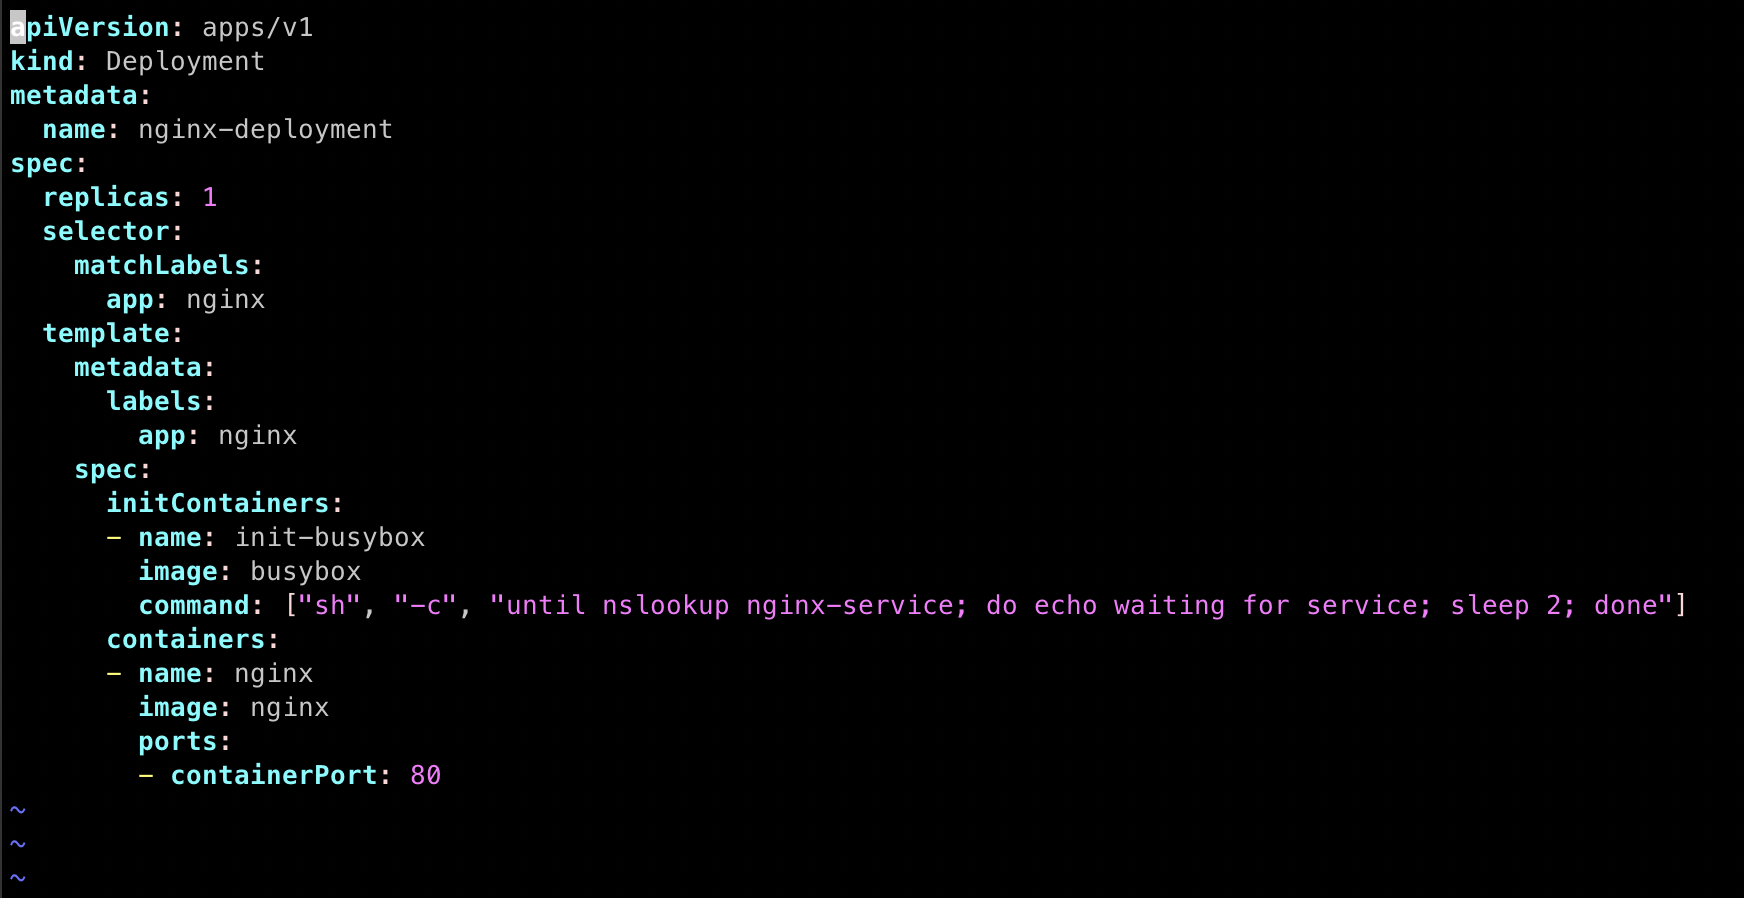 apiVersion: apps/v1
kind: Deployment
metadata:
  name: nginx-deployment
spec:
  replicas: 1
  selector:
    matchLabels:
      app: nginx
  template:
    metadata:
      labels:
        app: nginx
    spec:
      initContainers:
      - name: init-busybox
        image: busybox
        command: ["sh", "-c", "until nslookup nginx-service; do echo waiting for service; sleep 2; done"]
      containers:
      - name: nginx
        image: nginx
        ports:
        - containerPort: 80
~
~
~